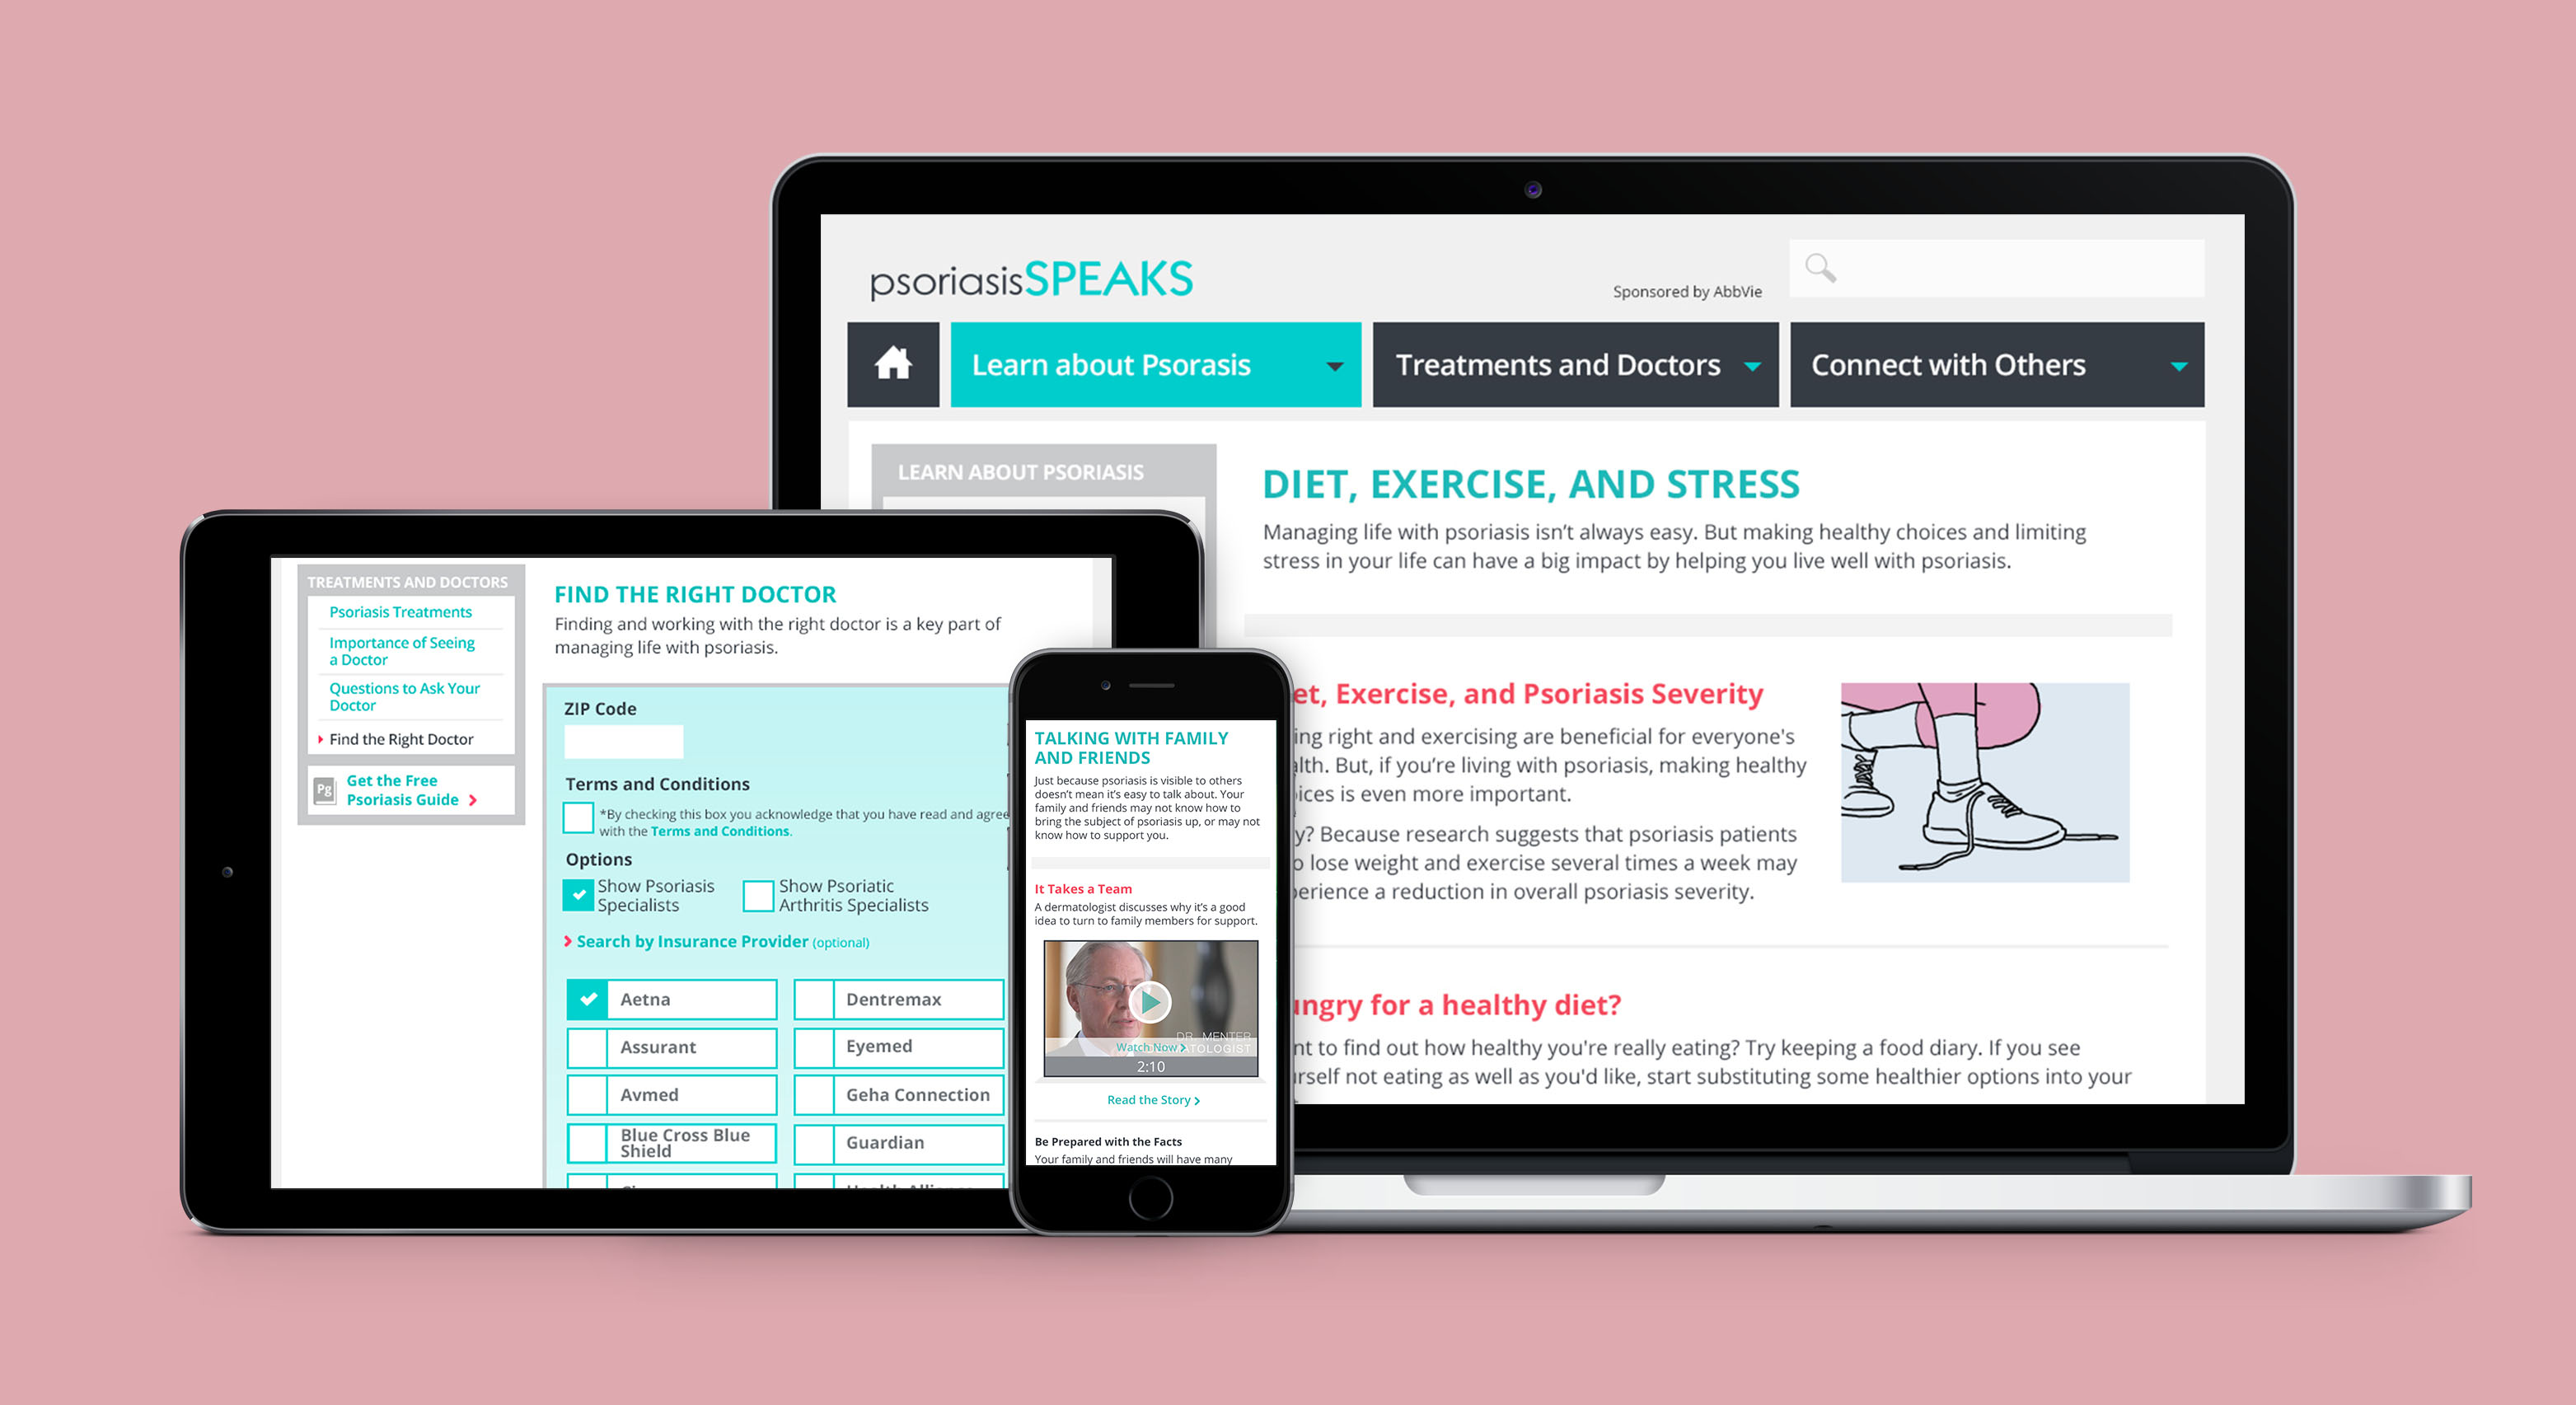 psoriasisSPEAKS
Sponsored by AbbVie
Learn about Psorasis
Treatments and Doctors
Connect with Others
LEARN ABOUT PSORIASIS
DIET, EXERCISE, AND STRESS
Managing life with psoriasis isn't always easy. But making healthy choices and limiting
stress in your life can have a big impact by helping you live well with psoriasis.
et, Exercise, and Psoriasis Severity
ing right and exercising are beneficial for everyone's
lth. But, if you're living with psoriasis, making healthy
ices is even more important.
y? Because research suggests that psoriasis patients
o lose weight and exercise several times a week may
perience a reduction in overall psoriasis severity.
ungry for a healthy diet?
nt to find out how healthy you're really eating? Try keeping a food diary. If you see
urself not eating as well as you'd like, start substituting some healthier options into your
TREATMENTS AND DOCTORS
Psoriasis Treatments
Importance of Seeing
a Doctor
Questions to Ask Your
Doctor
Find the Right Doctor
Pg
Get the Free
Psoriasis Guide
FIND THE RIGHT DOCTOR
Finding and working with the right doctor is a key part of
managing life with psoriasis.
ZIP Code
Terms and Conditions
*By checking this box you acknowledge that you have read and agree
with the Terms and Conditions.
Options
Show Psoriasis
Specialists
Show Psoriatic
Arthritis Specialists
Search by Insurance Provider (optional)
Aetna
Dentremax
Assurant
Eyemed
Avmed
Geha Connection
Blue Cross Blue
Shield
Guardian
TALKING WITH FAMILY
AND FRIENDS
Just because psoriasis is visible to others
doesn't mean it's easy to talk about. Your
family and friends may not know how to
bring the subject of psoriasis up, or may not
know how to support you.
It Takes a Team
A dermatologist discusses why it's a good
idea to turn to family members for support.
DR. MENTER
Watch Now
TOLOGIST
2:10
Read the Story
Be Prepared with the Facts
Your family and friends will have many